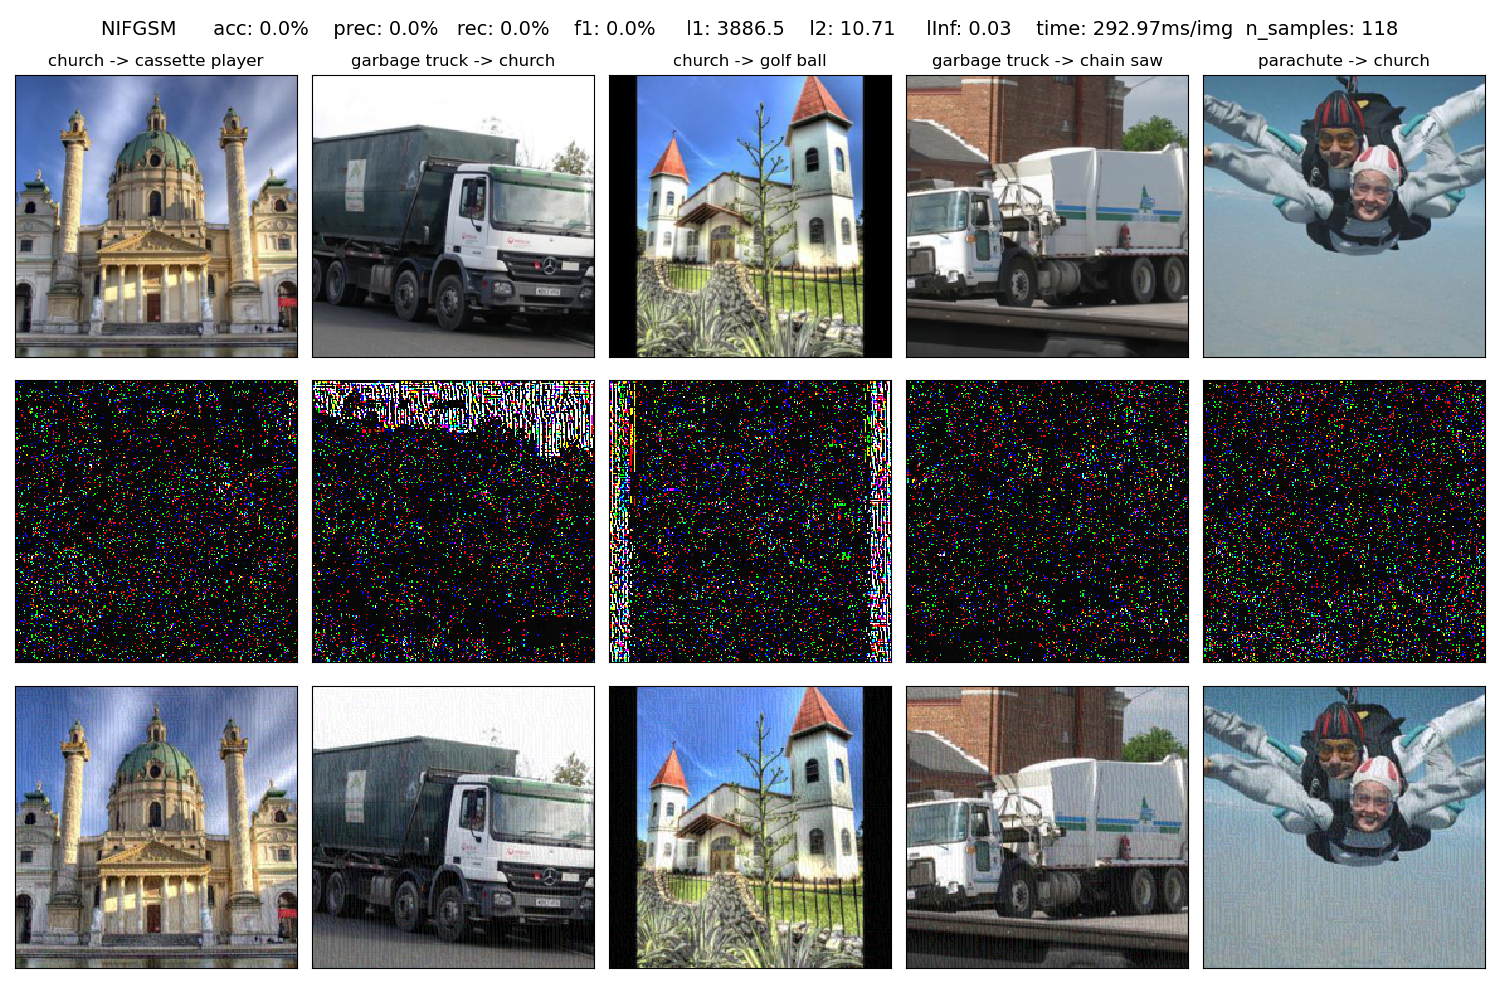 NIFGSM acc: 0.0% prec: 0.0% rec: 0.0% f1: 0.0% l1: 3886.5 l2: 10.71 lInf: 0.03 time: 292.97ms/img n_samples: 118
church -> cassette player
garbage truck -> church
church -> golf ball
garbage truck -> chain saw
parachute -> church